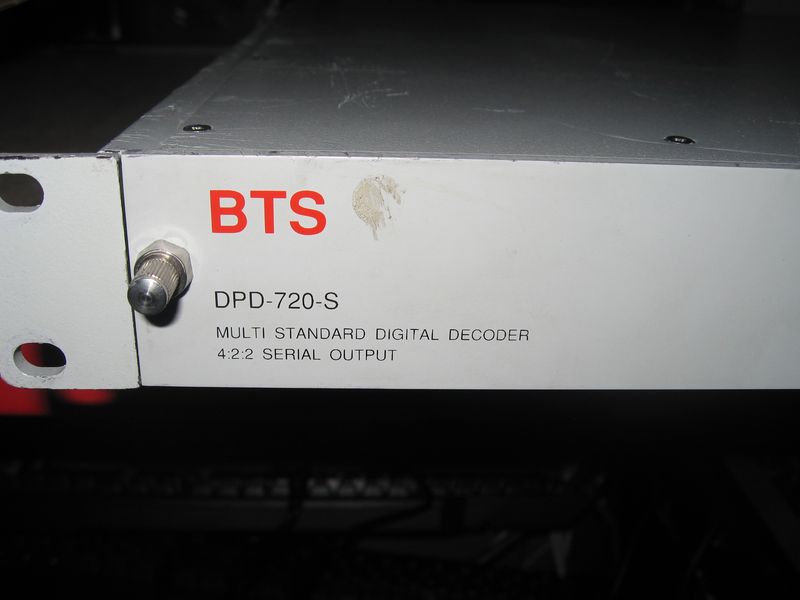 BTS
DPD-720-S
MULTI STANDARD DIGITAL DECODER
4:2:2 SERIAL OUTPUT